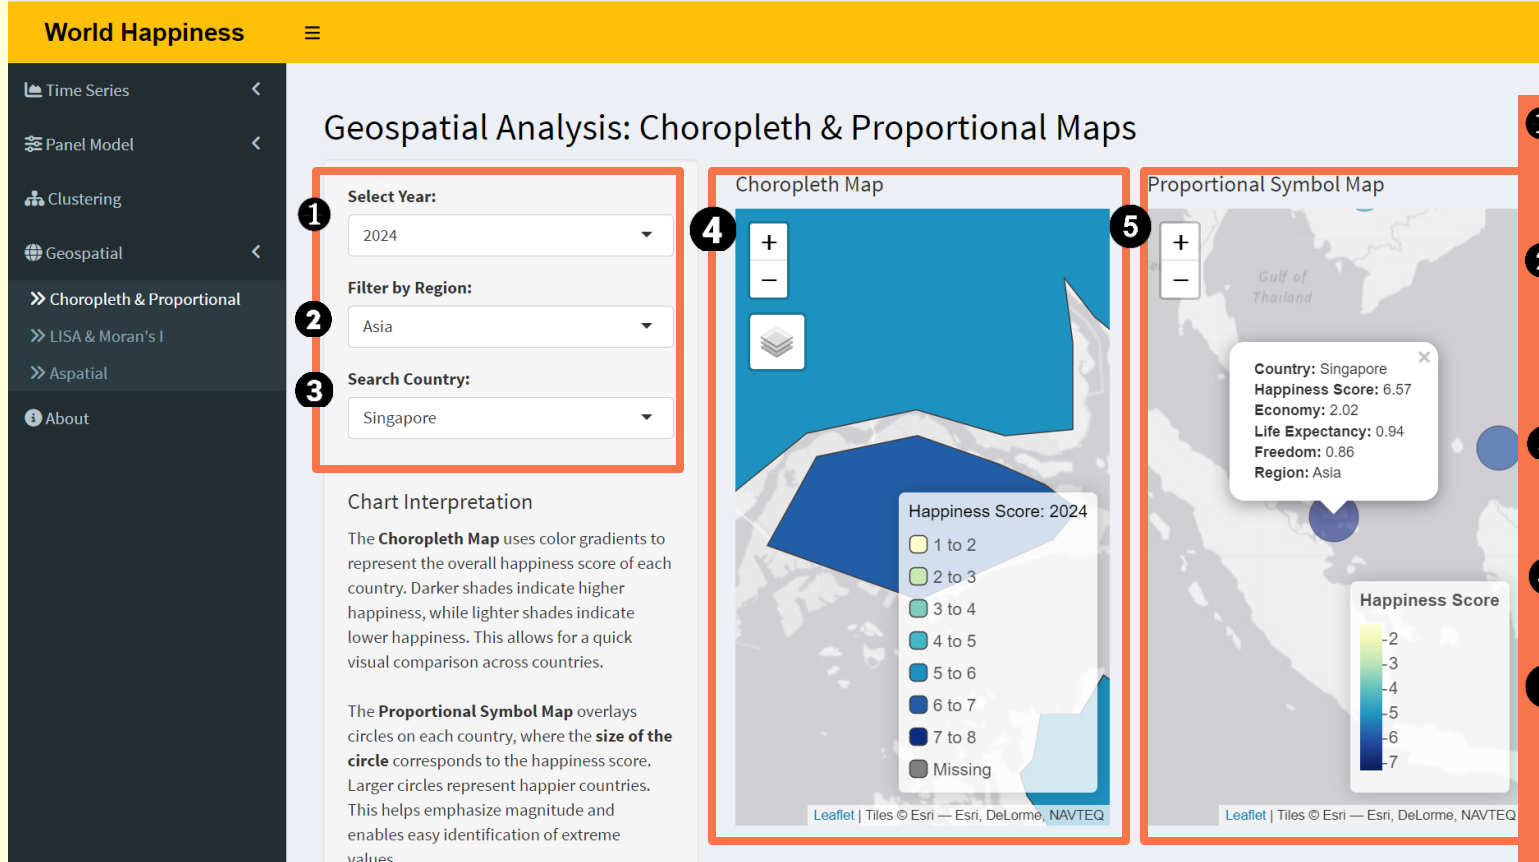 World Happiness
Time Series
Panel Model
Clustering
Geospatial
Choropleth & Proportional
LISA & Moran's I
Aspatial
About
Geospatial Analysis: Choropleth & Proportional Maps
1
Select Year:
2024
2
Filter by Region:
Asia
3
Search Country:
Singapore
Chart Interpretation
The Choropleth Map uses color gradients to
represent the overall happiness score of each
country. Darker shades indicate higher
happiness, while lighter shades indicate
lower happiness. This allows for a quick
visual comparison across countries.
The Proportional Symbol Map overlays
circles on each country, where the size of the
circle corresponds to the happiness score.
Larger circles represent happier countries.
This helps emphasize magnitude and
enables easy identification of extreme
values.
4
Choropleth Map
+
−
Happiness Score: 2024
1 to 2
2 to 3
3 to 4
4 to 5
5 to 6
6 to 7
7 to 8
Missing
Leaflet | Tiles © Esri — Esri, DeLorme, NAVTEQ
5
Proportional Symbol Map
+
−
Gulf of
Thailand
×
Country: Singapore
Happiness Score: 6.57
Economy: 2.02
Life Expectancy: 0.94
Freedom: 0.86
Region: Asia
Happiness Score
2
3
4
5
6
7
Leaflet | Tiles © Esri — Esri, DeLorme, NAVTEQ